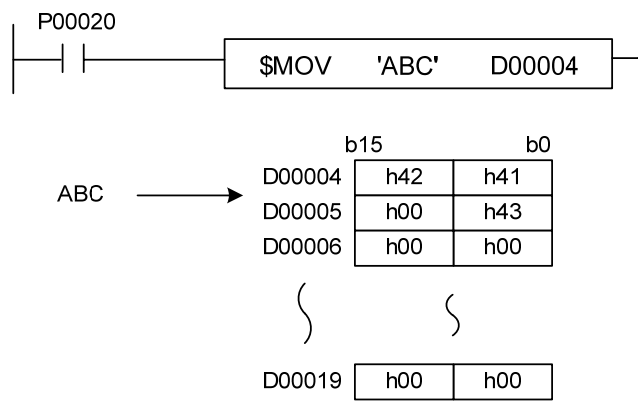 P00020
$MOV 'ABC' D00004
b15 b0
D00004 h42 h41
ABC
D00005 h00 h43
D00006 h00 h00
D00019 h00 h00